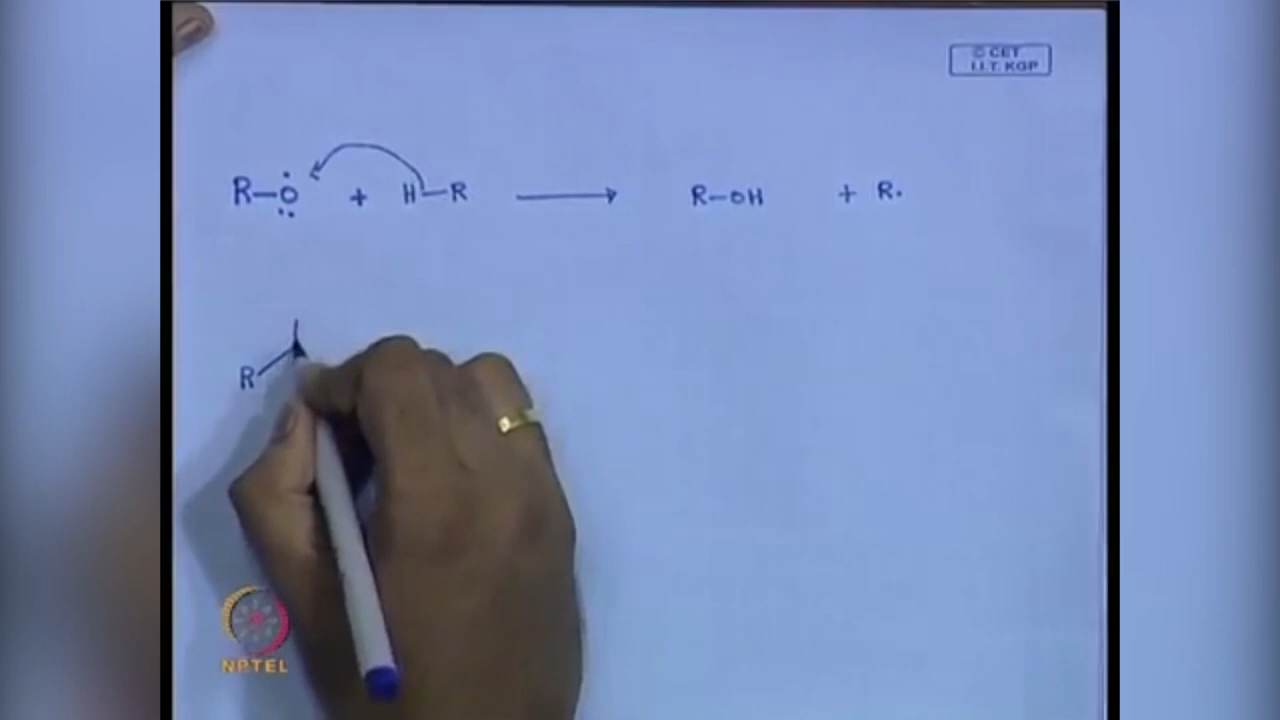 © CET
I.I.T. KGP
R–Ö: + H–R ⟶ R–OH + R·
R
NPTEL